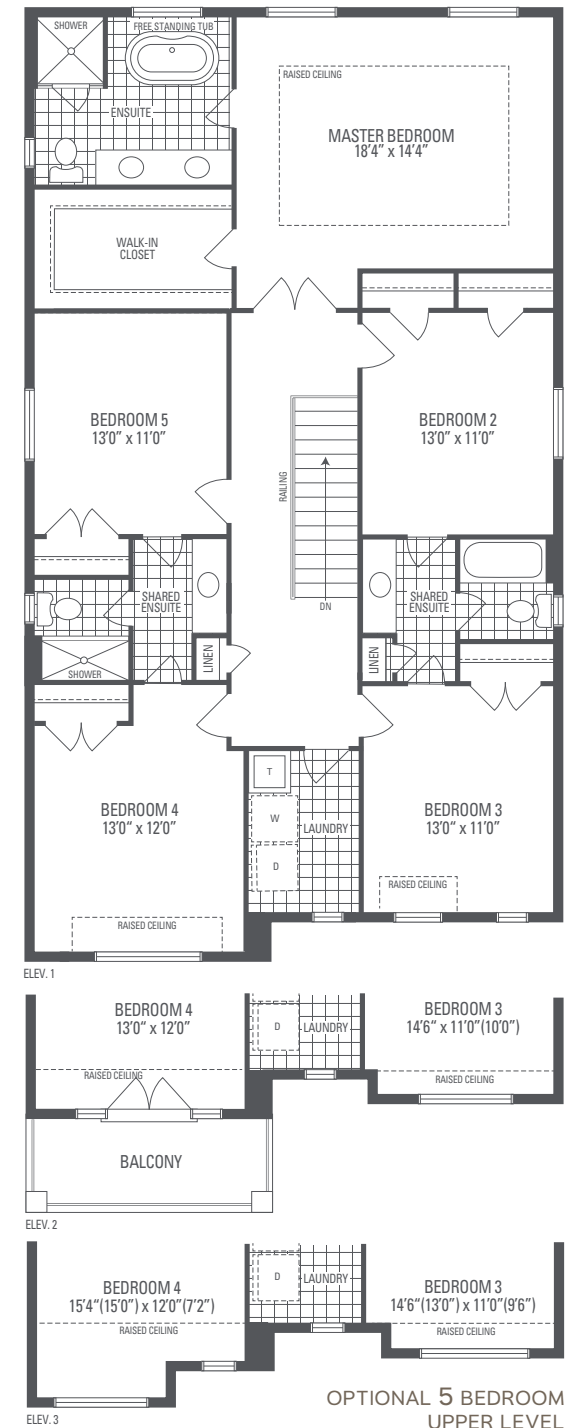 SHOWER
FREE STANDING TUB
ENSUITE
RAISED CEILING
MASTER BEDROOM
18'4" x 14'4"
WALK-IN
CLOSET
BEDROOM 5
13'0" x 11'0"
BEDROOM 2
13'0" x 11'0"
RAILING
DN
SHARED
ENSUITE
SHARED
ENSUITE
LINEN
LINEN
SHOWER
T
W
D
LAUNDRY
BEDROOM 4
13'0" x 12'0"
BEDROOM 3
13'0" x 11'0"
RAISED CEILING
RAISED CEILING
ELEV. 1
BEDROOM 4
13'0" x 12'0"
D
LAUNDRY
BEDROOM 3
14'6" x 11'0"(10'0")
RAISED CEILING
RAISED CEILING
BALCONY
ELEV. 2
BEDROOM 4
15'4"(15'0") x 12'0"(7'2")
RAISED CEILING
D
LAUNDRY
BEDROOM 3
14'6"(13'0") x 11'0"(9'6")
RAISED CEILING
ELEV. 3
OPTIONAL 5 BEDROOM
UPPER LEVEL